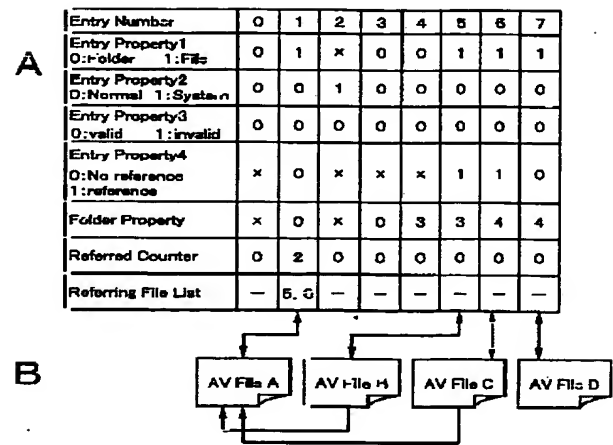 A
Entry Number 0 1 2 3 4 5 6 7
Entry Property1 0:Folder 1:File 0 1 × 0 0 1 1 1
Entry Property2 0:Normal 1:System 0 0 1 0 0 0 0 0
Entry Property3 0:valid 1:invalid 0 0 0 0 0 0 0 0
Entry Property4 0:No reference 1:reference × 0 × × × 1 1 0
Folder Property × 0 × 0 3 3 4 4
Referred Counter 0 2 0 0 0 0 0 0
Referring File List — — — — — — —
B
AV File A AV File C AV File D